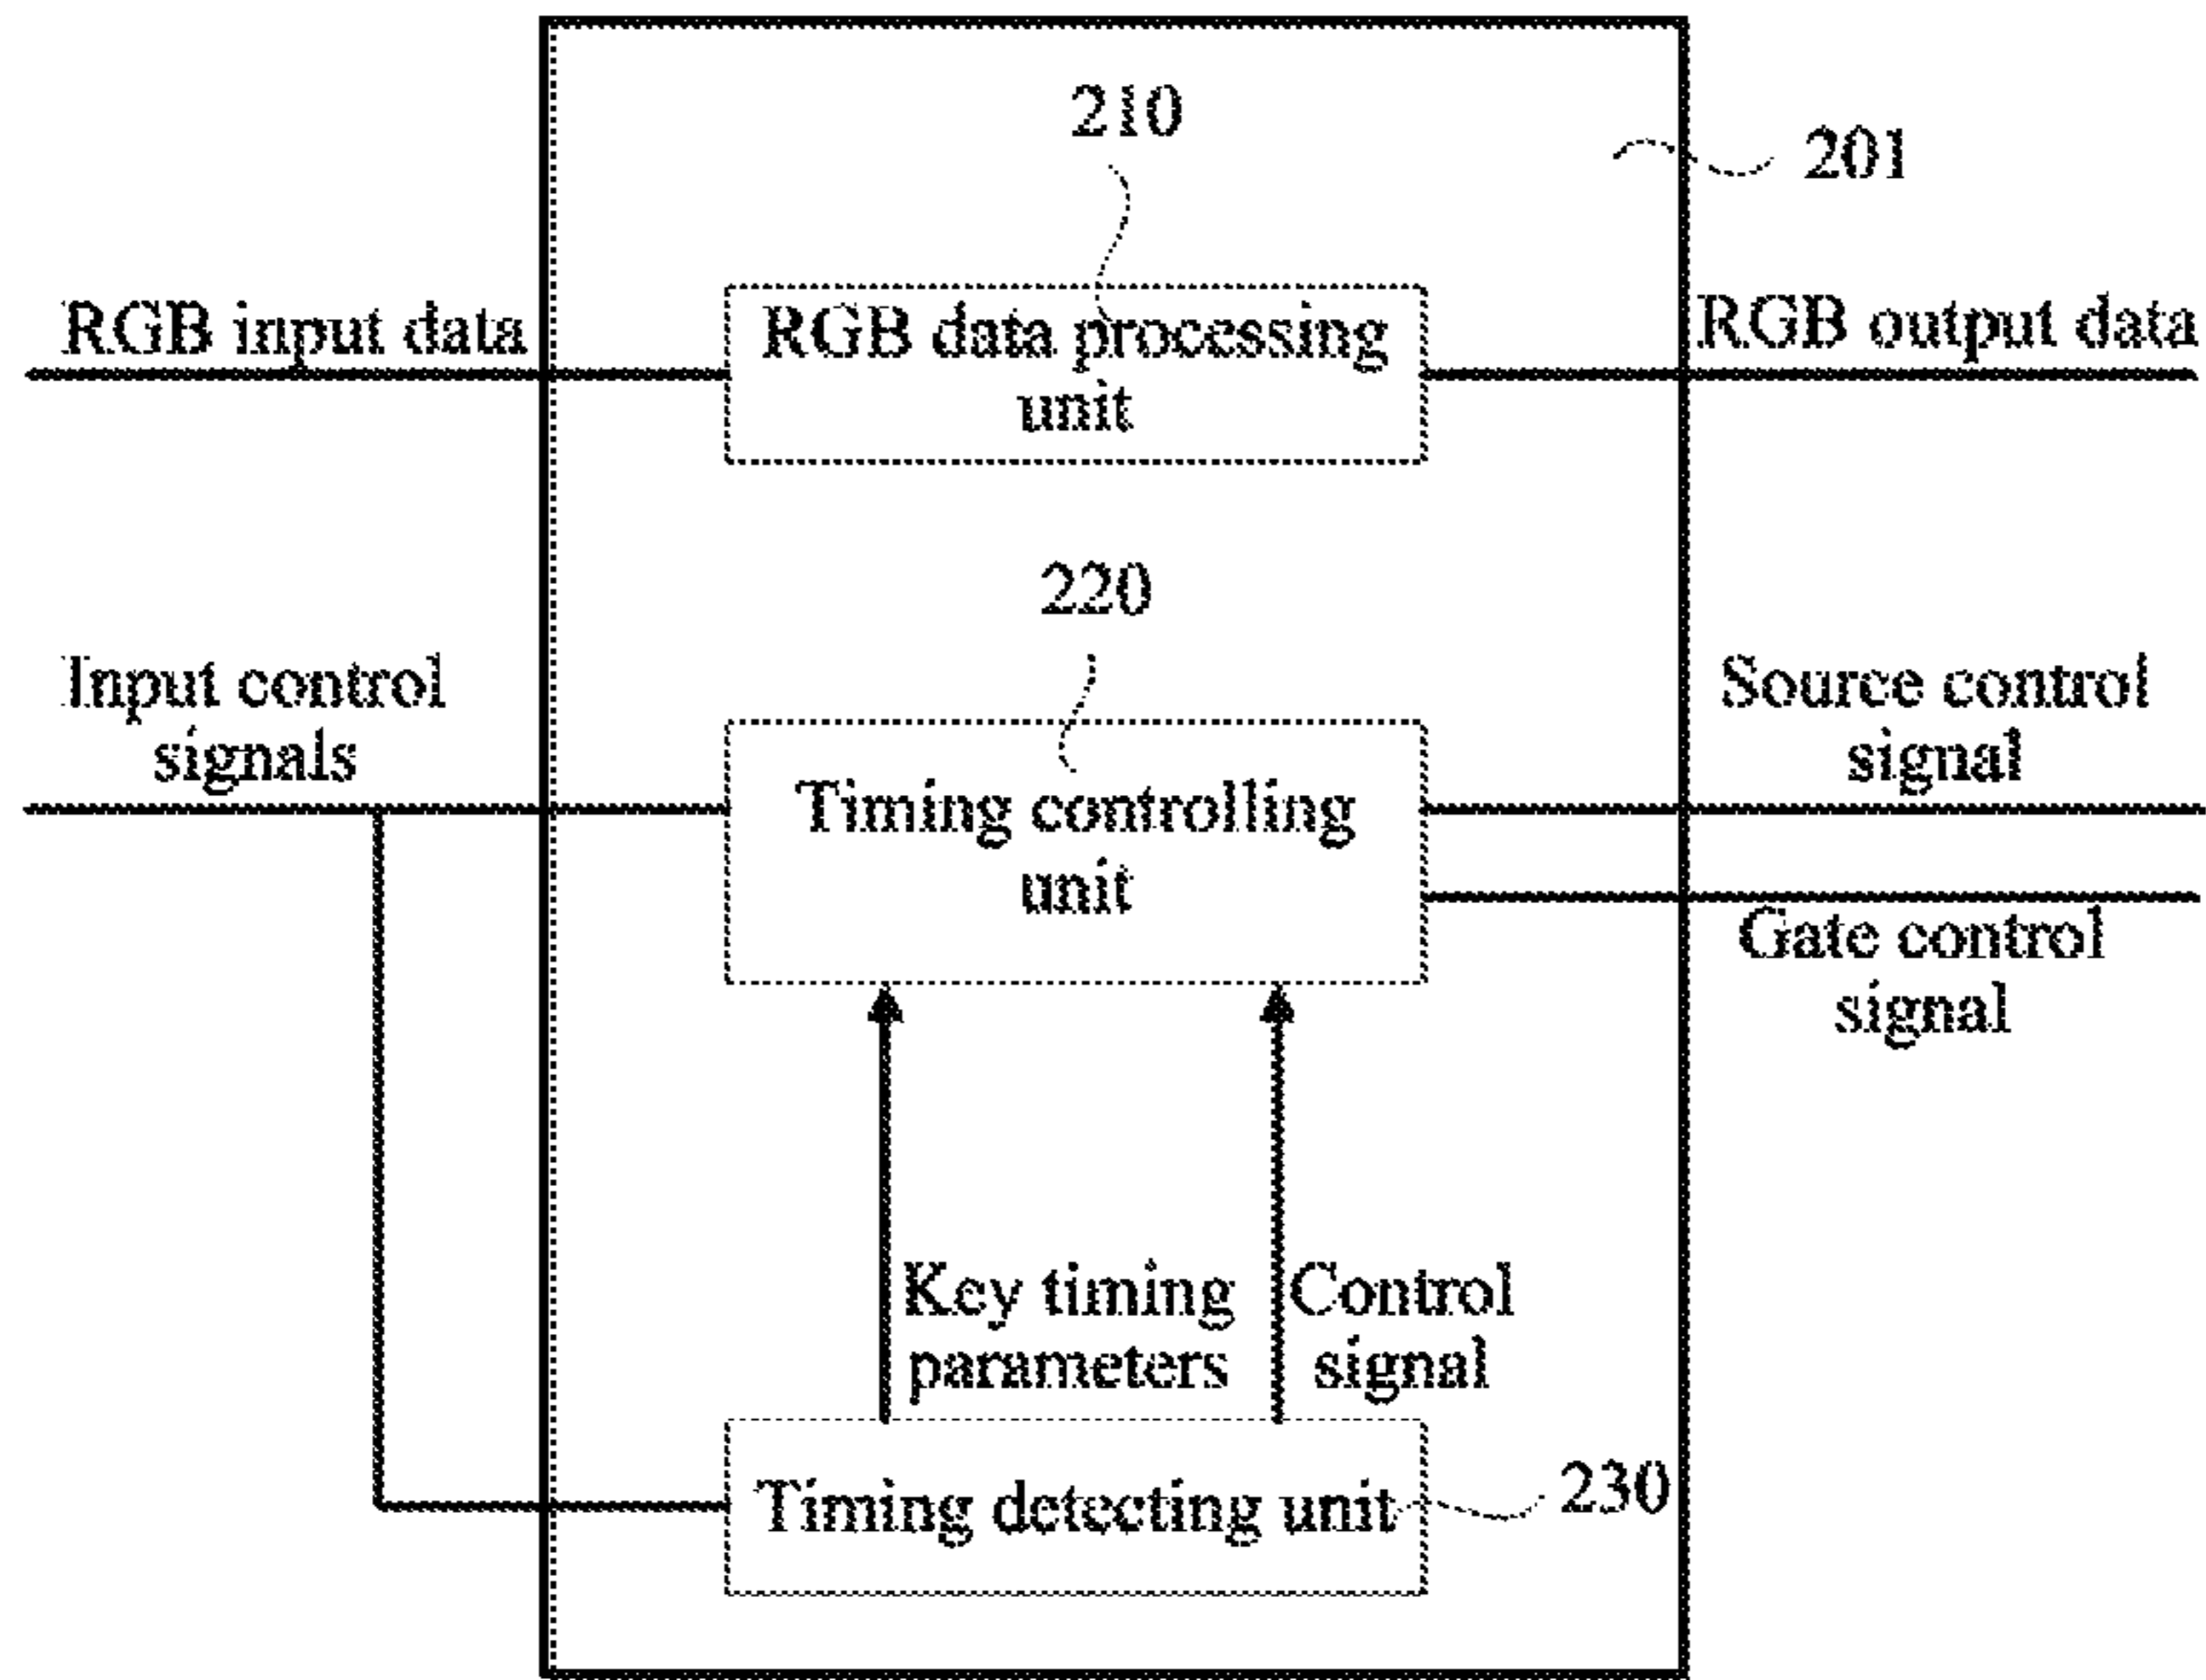 210
201
RGB input data
RGB data processing
unit
RGB output data
220
Input control
signals
Timing controlling
unit
Source control
signal
Gate control
signal
Key timing
parameters
Control
signal
Timing detecting unit
230